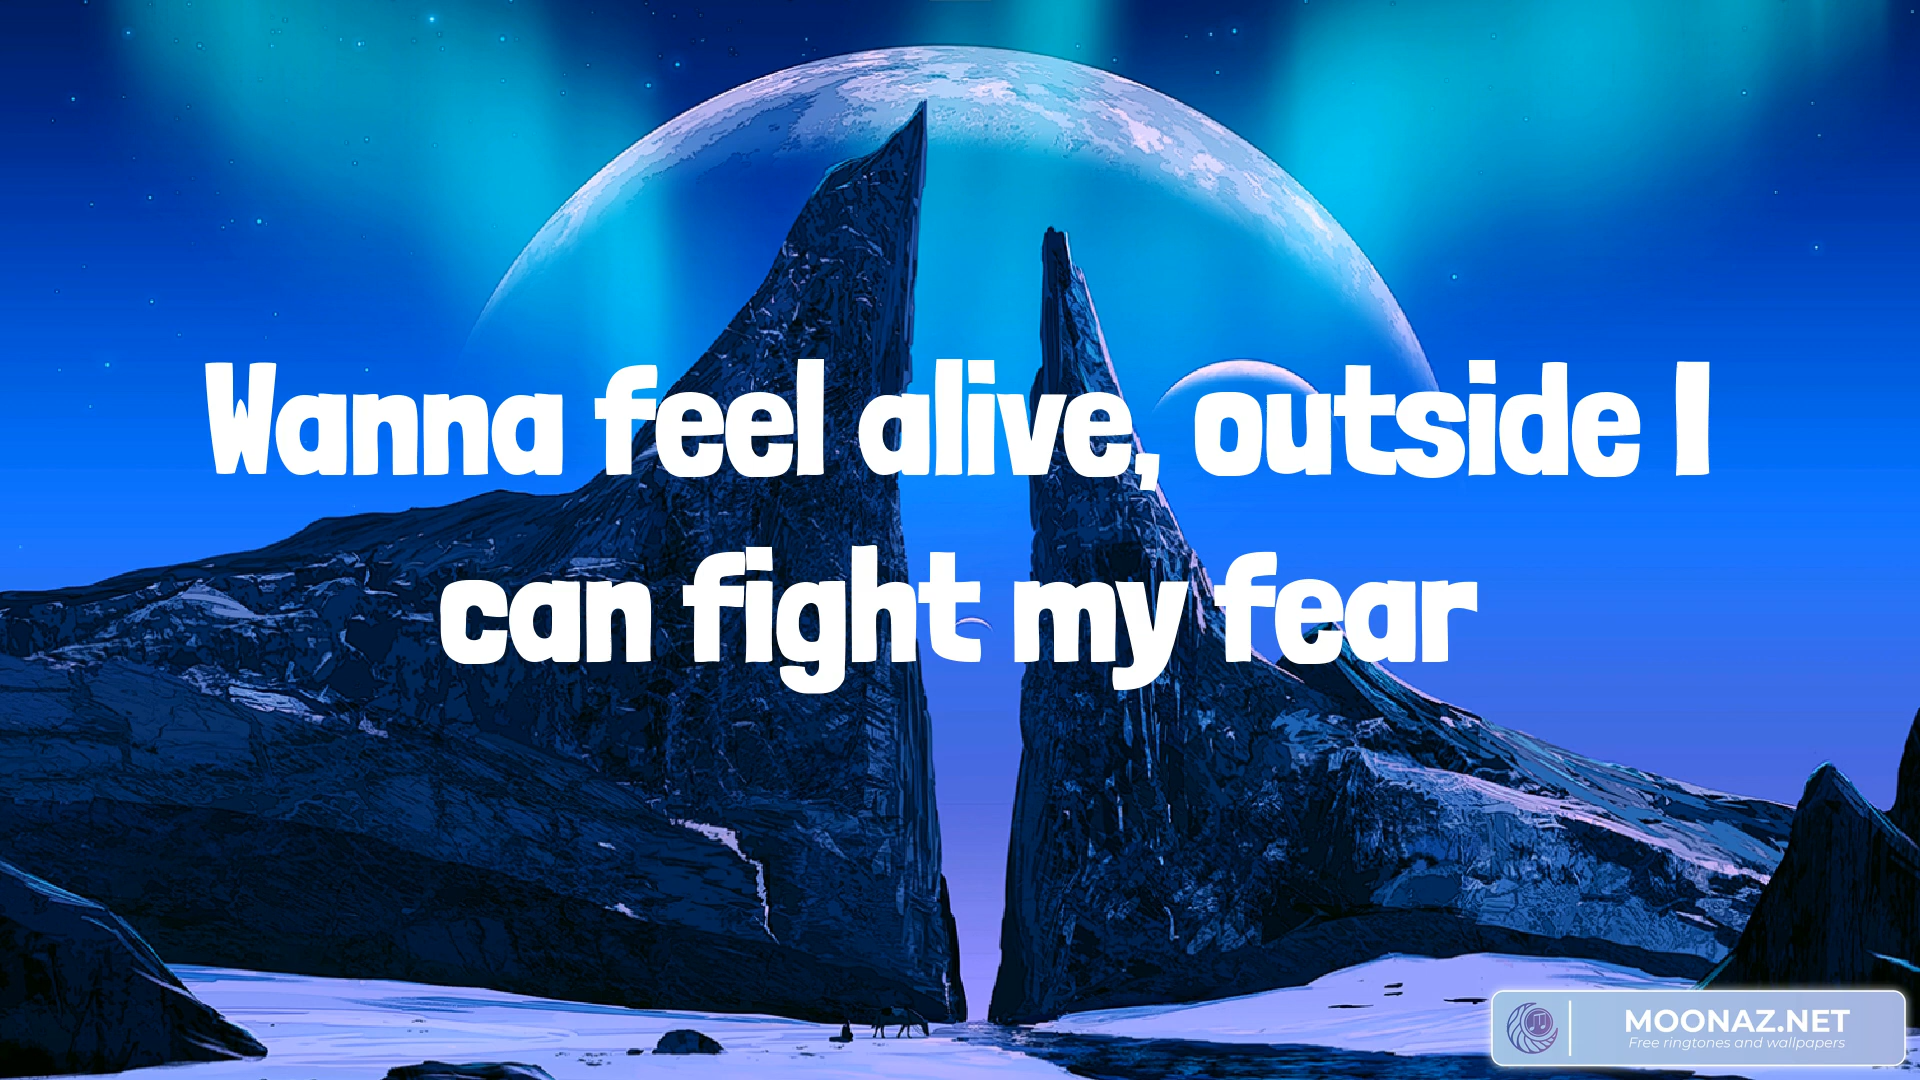 Wanna feel alive, outside I
can fight my fear
MOONAZ.NET
Free ringtones and wallpapers